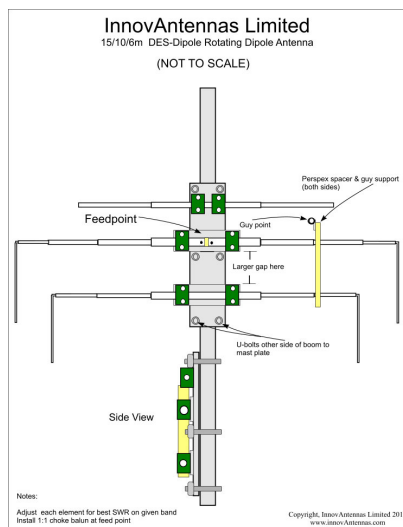 InnovAntennas Limited
15/10/6m DES-Dipole Rotating Dipole Antenna
(NOT TO SCALE)
Perspex spacer & guy support
(both sides)
Feedpoint
Guy point
Larger gap here
U-bolts other side of boom to
mast plate
Side View
Notes:
Adjust each element for best SWR on given band
Install 1:1 choke balun at feed point
Copyright, InnovAntennas Limited 201
www.innovAntennas.com